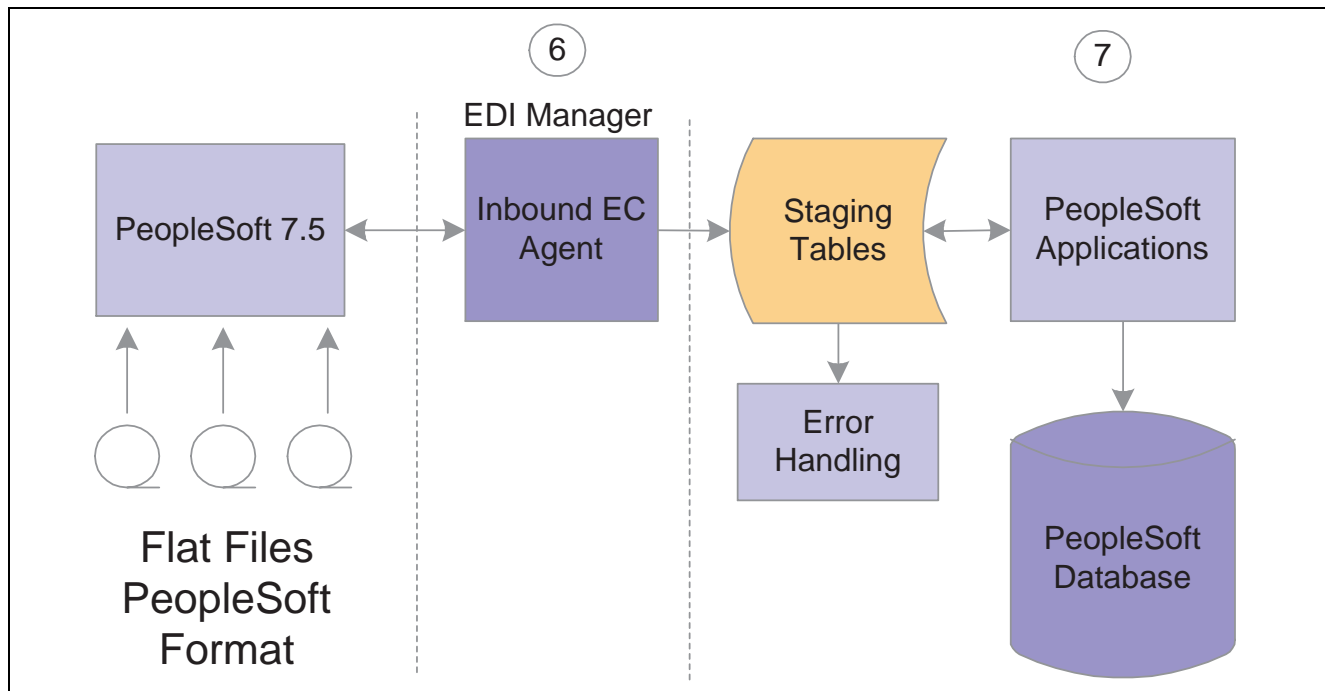 6
7
EDI Manager
PeopleSoft 7.5
Inbound EC
Agent
Staging
Tables
PeopleSoft
Applications
Error
Handling
Flat Files
PeopleSoft
Format
PeopleSoft
Database